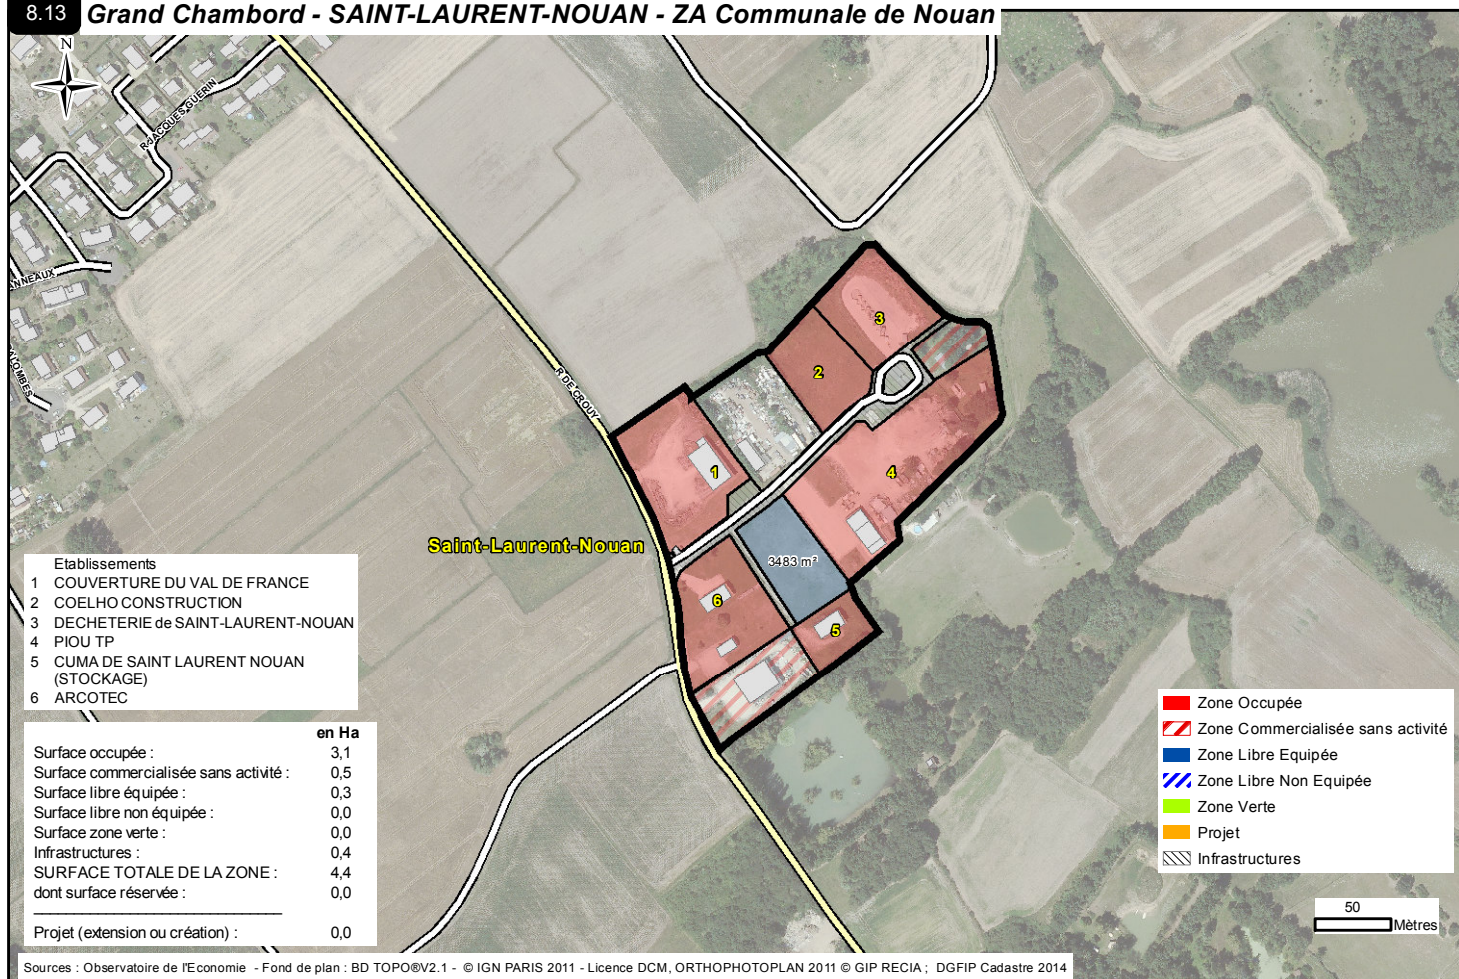 8.13 Grand Chambord - SAINT-LAURENT-NOUAN - ZA Communale de Nouan
N
R JACQUES GUERIN
ANNEAUX
R DE CROUY
3
2
1
4
Saint-Laurent-Nouan
3483 m²
6
5
Etablissements
1 COUVERTURE DU VAL DE FRANCE
2 COELHO CONSTRUCTION
3 DECHETERIE de SAINT-LAURENT-NOUAN
4 PIOU TP
5 CUMA DE SAINT LAURENT NOUAN
(STOCKAGE)
6 ARCOTEC
en Ha
Surface occupée : 3,1
Surface commercialisée sans activité : 0,5
Surface libre équipée : 0,3
Surface libre non équipée : 0,0
Surface zone verte : 0,0
Infrastructures : 0,4
SURFACE TOTALE DE LA ZONE : 4,4
dont surface réservée : 0,0
Projet (extension ou création) : 0,0
Zone Occupée
Zone Commercialisée sans activité
Zone Libre Equipée
Zone Libre Non Equipée
Zone Verte
Projet
Infrastructures
50
Mètres
Sources : Observatoire de l'Economie - Fond de plan : BD TOPO®V2.1 - © IGN PARIS 2011 - Licence DCM, ORTHOPHOTOPLAN 2011 © GIP RECIA ; DGFIP Cadastre 2014